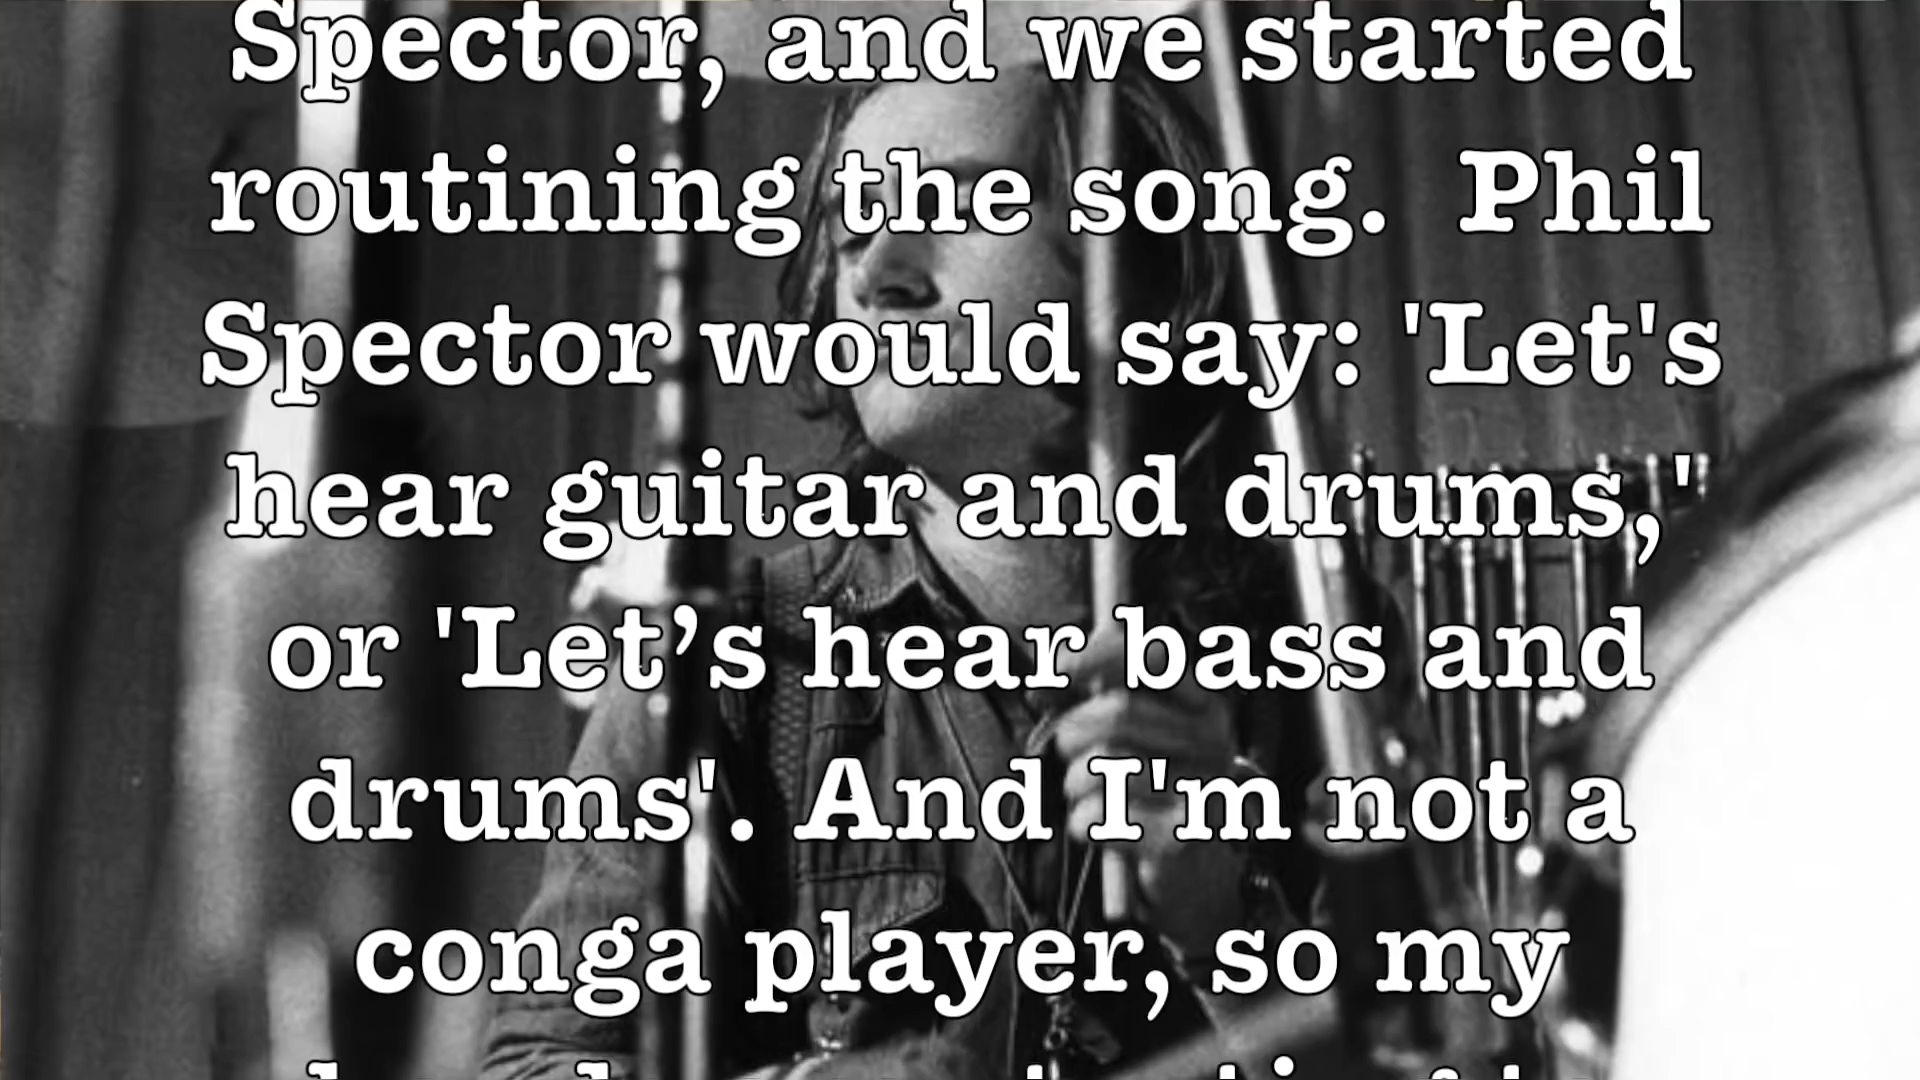 Spector, and we started
routining the song.  Phil
Spector would say: 'Let's
hear guitar and drums,'
or 'Let’s hear bass and
drums'. And I'm not a
conga player, so my